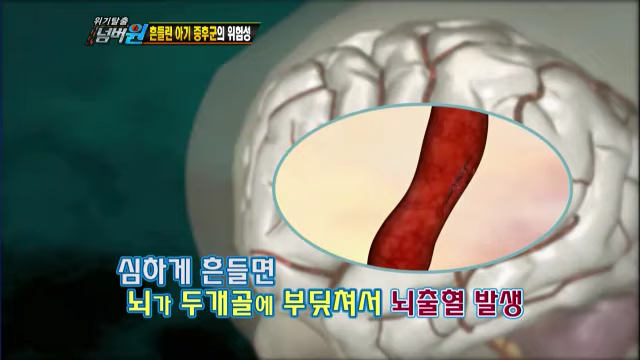 위기탈출
넘버원
흔들린 아기 증후군의 위험성
심하게 흔들면
뇌가 두개골에 부딪쳐서 뇌출혈 발생